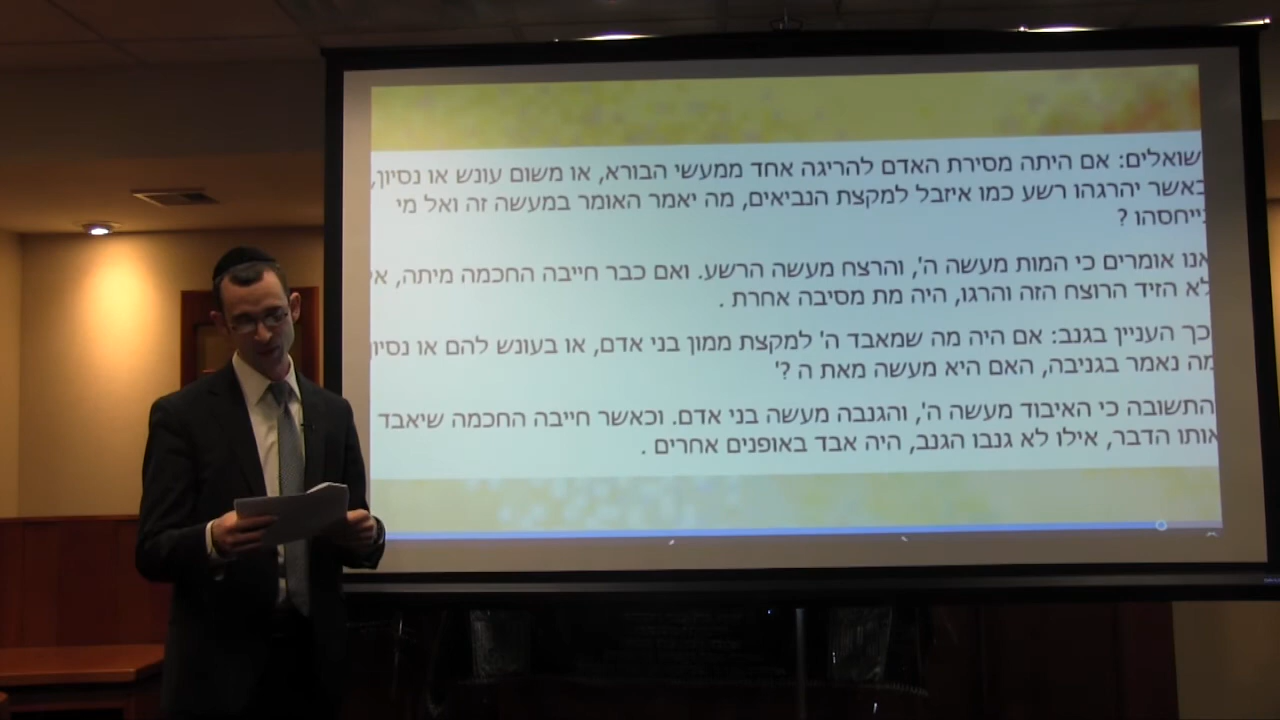 שואלים: אם היתה מסירת האדם להריגה אחד ממעשי הבורא, או משום עונש או נסיון,
כאשר יהרגהו רשע כמו איזבל למקצת הנביאים, מה יאמר האומר במעשה זה ואל מי
ייחסהו ?
אנו אומרים כי המות מעשה ה', והרצח מעשה הרשע. ואם כבר חייבה החכמה מיתה,
לא הזיד הרוצח הזה והרגו, היה מת מסיבה אחרת .
כך העניין בגנב: אם היה מה שמאבד ה' למקצת ממון בני אדם, או בעונש להם או נסיון
מה נאמר בגניבה, האם היא מעשה מאת ה ?'
התשובה כי האיבוד מעשה ה', והגנבה מעשה בני אדם. וכאשר חייבה החכמה שיאבד
אותו הדבר, אילו לא גנבו הגנב, היה אבד באופנים אחרים .